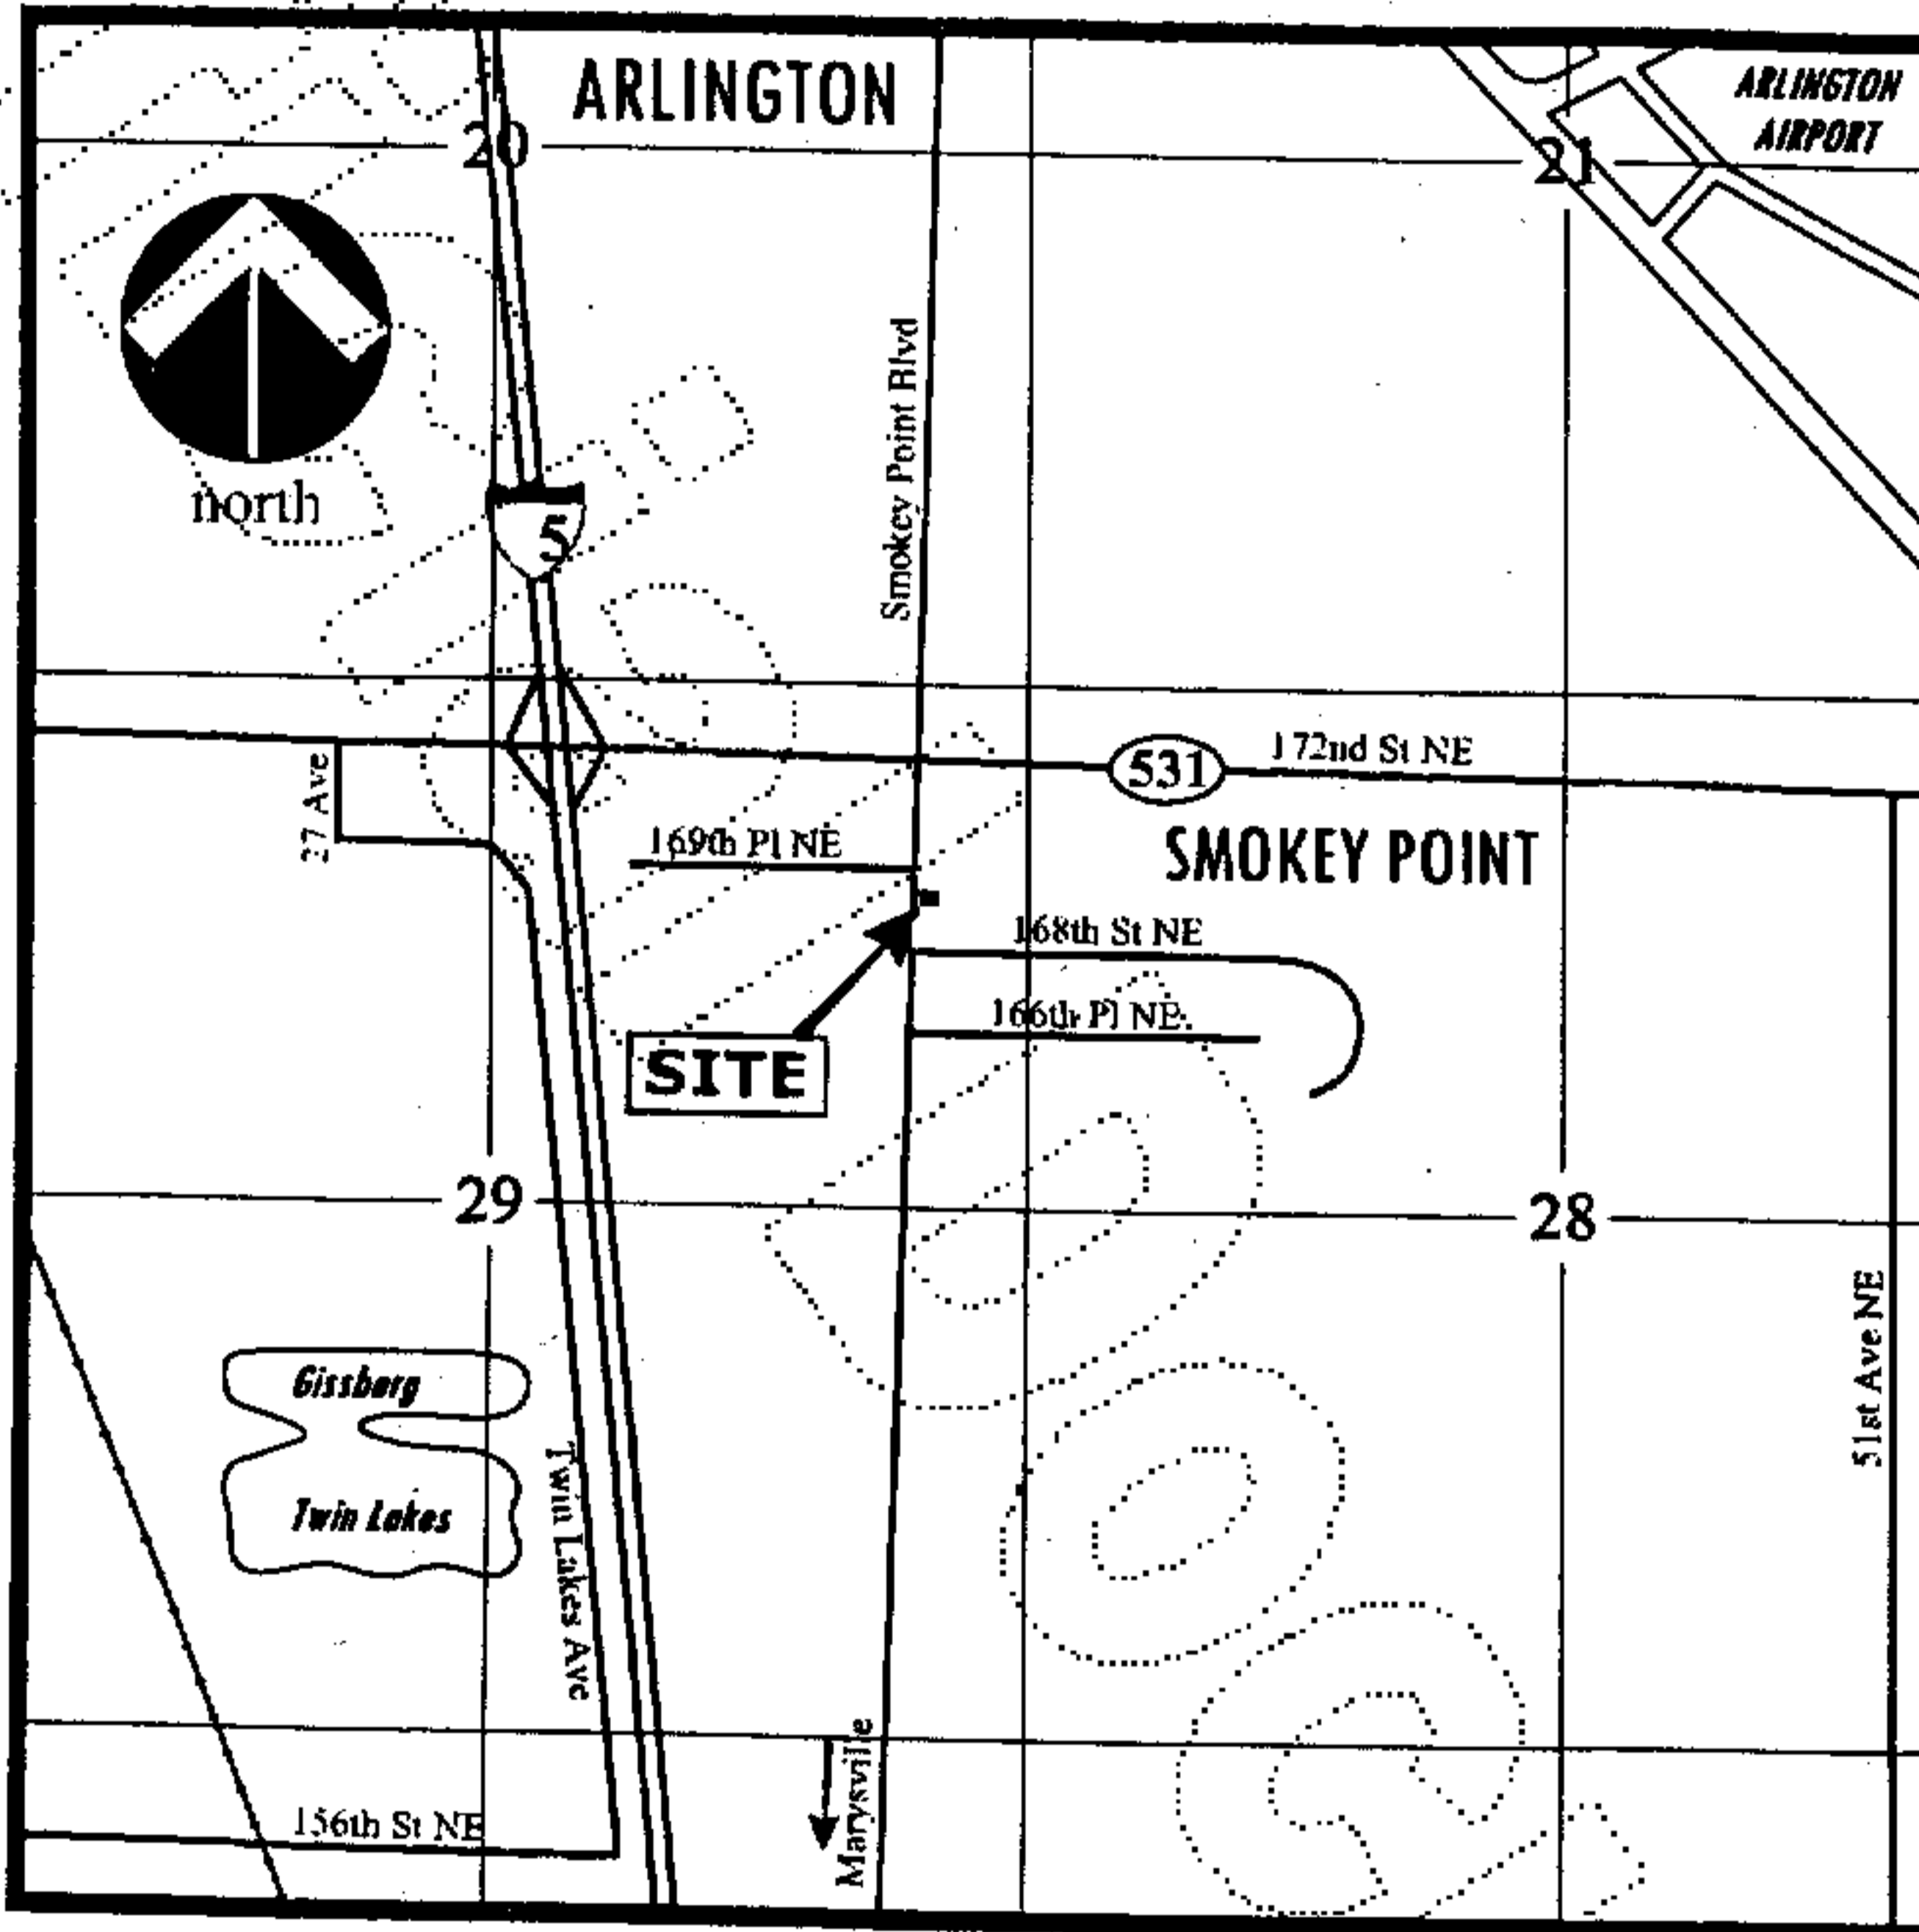 ARLINGTON
ARLINGTON
AIRPORT
20
21
north
5
Smokey Point Blvd
27 Ave
531
172nd St NE
169th Pl NE
SMOKEY POINT
168th St NE
166th Pl NE
SITE
29
28
51st Ave NE
Gissberg
Twin Lakes
Twin Lakes Ave
Marysville
156th St NE